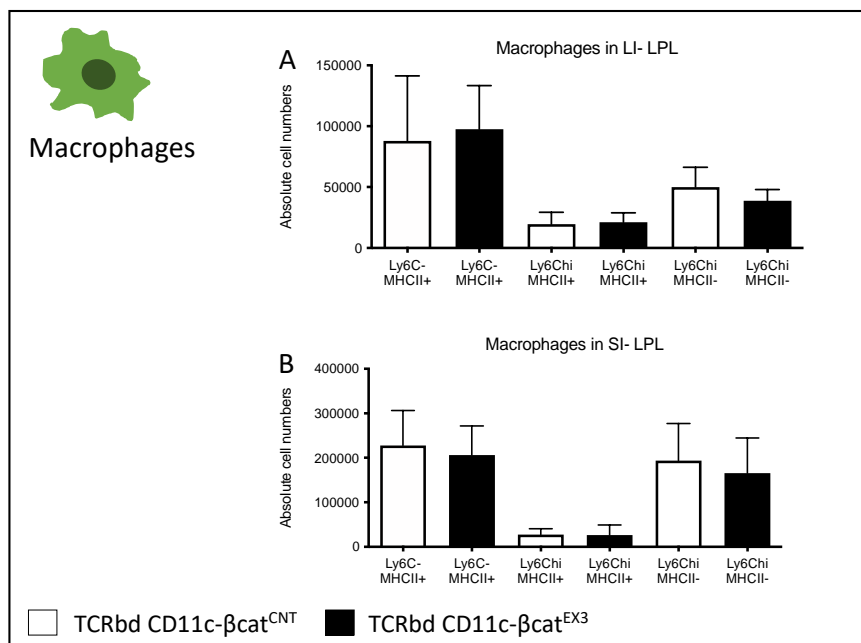 Macrophages
A
Macrophages in LI- LPL
Absolute cell numbers
150000
100000
50000
0
Ly6C- MHCII+
Ly6C- MHCII+
Ly6Chi MHCII+
Ly6Chi MHCII+
Ly6Chi MHCII-
Ly6Chi MHCII-
B
Macrophages in SI- LPL
Absolute cell numbers
400000
300000
200000
100000
0
Ly6C- MHCII+
Ly6C- MHCII+
Ly6Chi MHCII+
Ly6Chi MHCII+
Ly6Chi MHCII-
Ly6Chi MHCII-
TCRbd CD11c-βcatCNT
TCRbd CD11c-βcatEX3